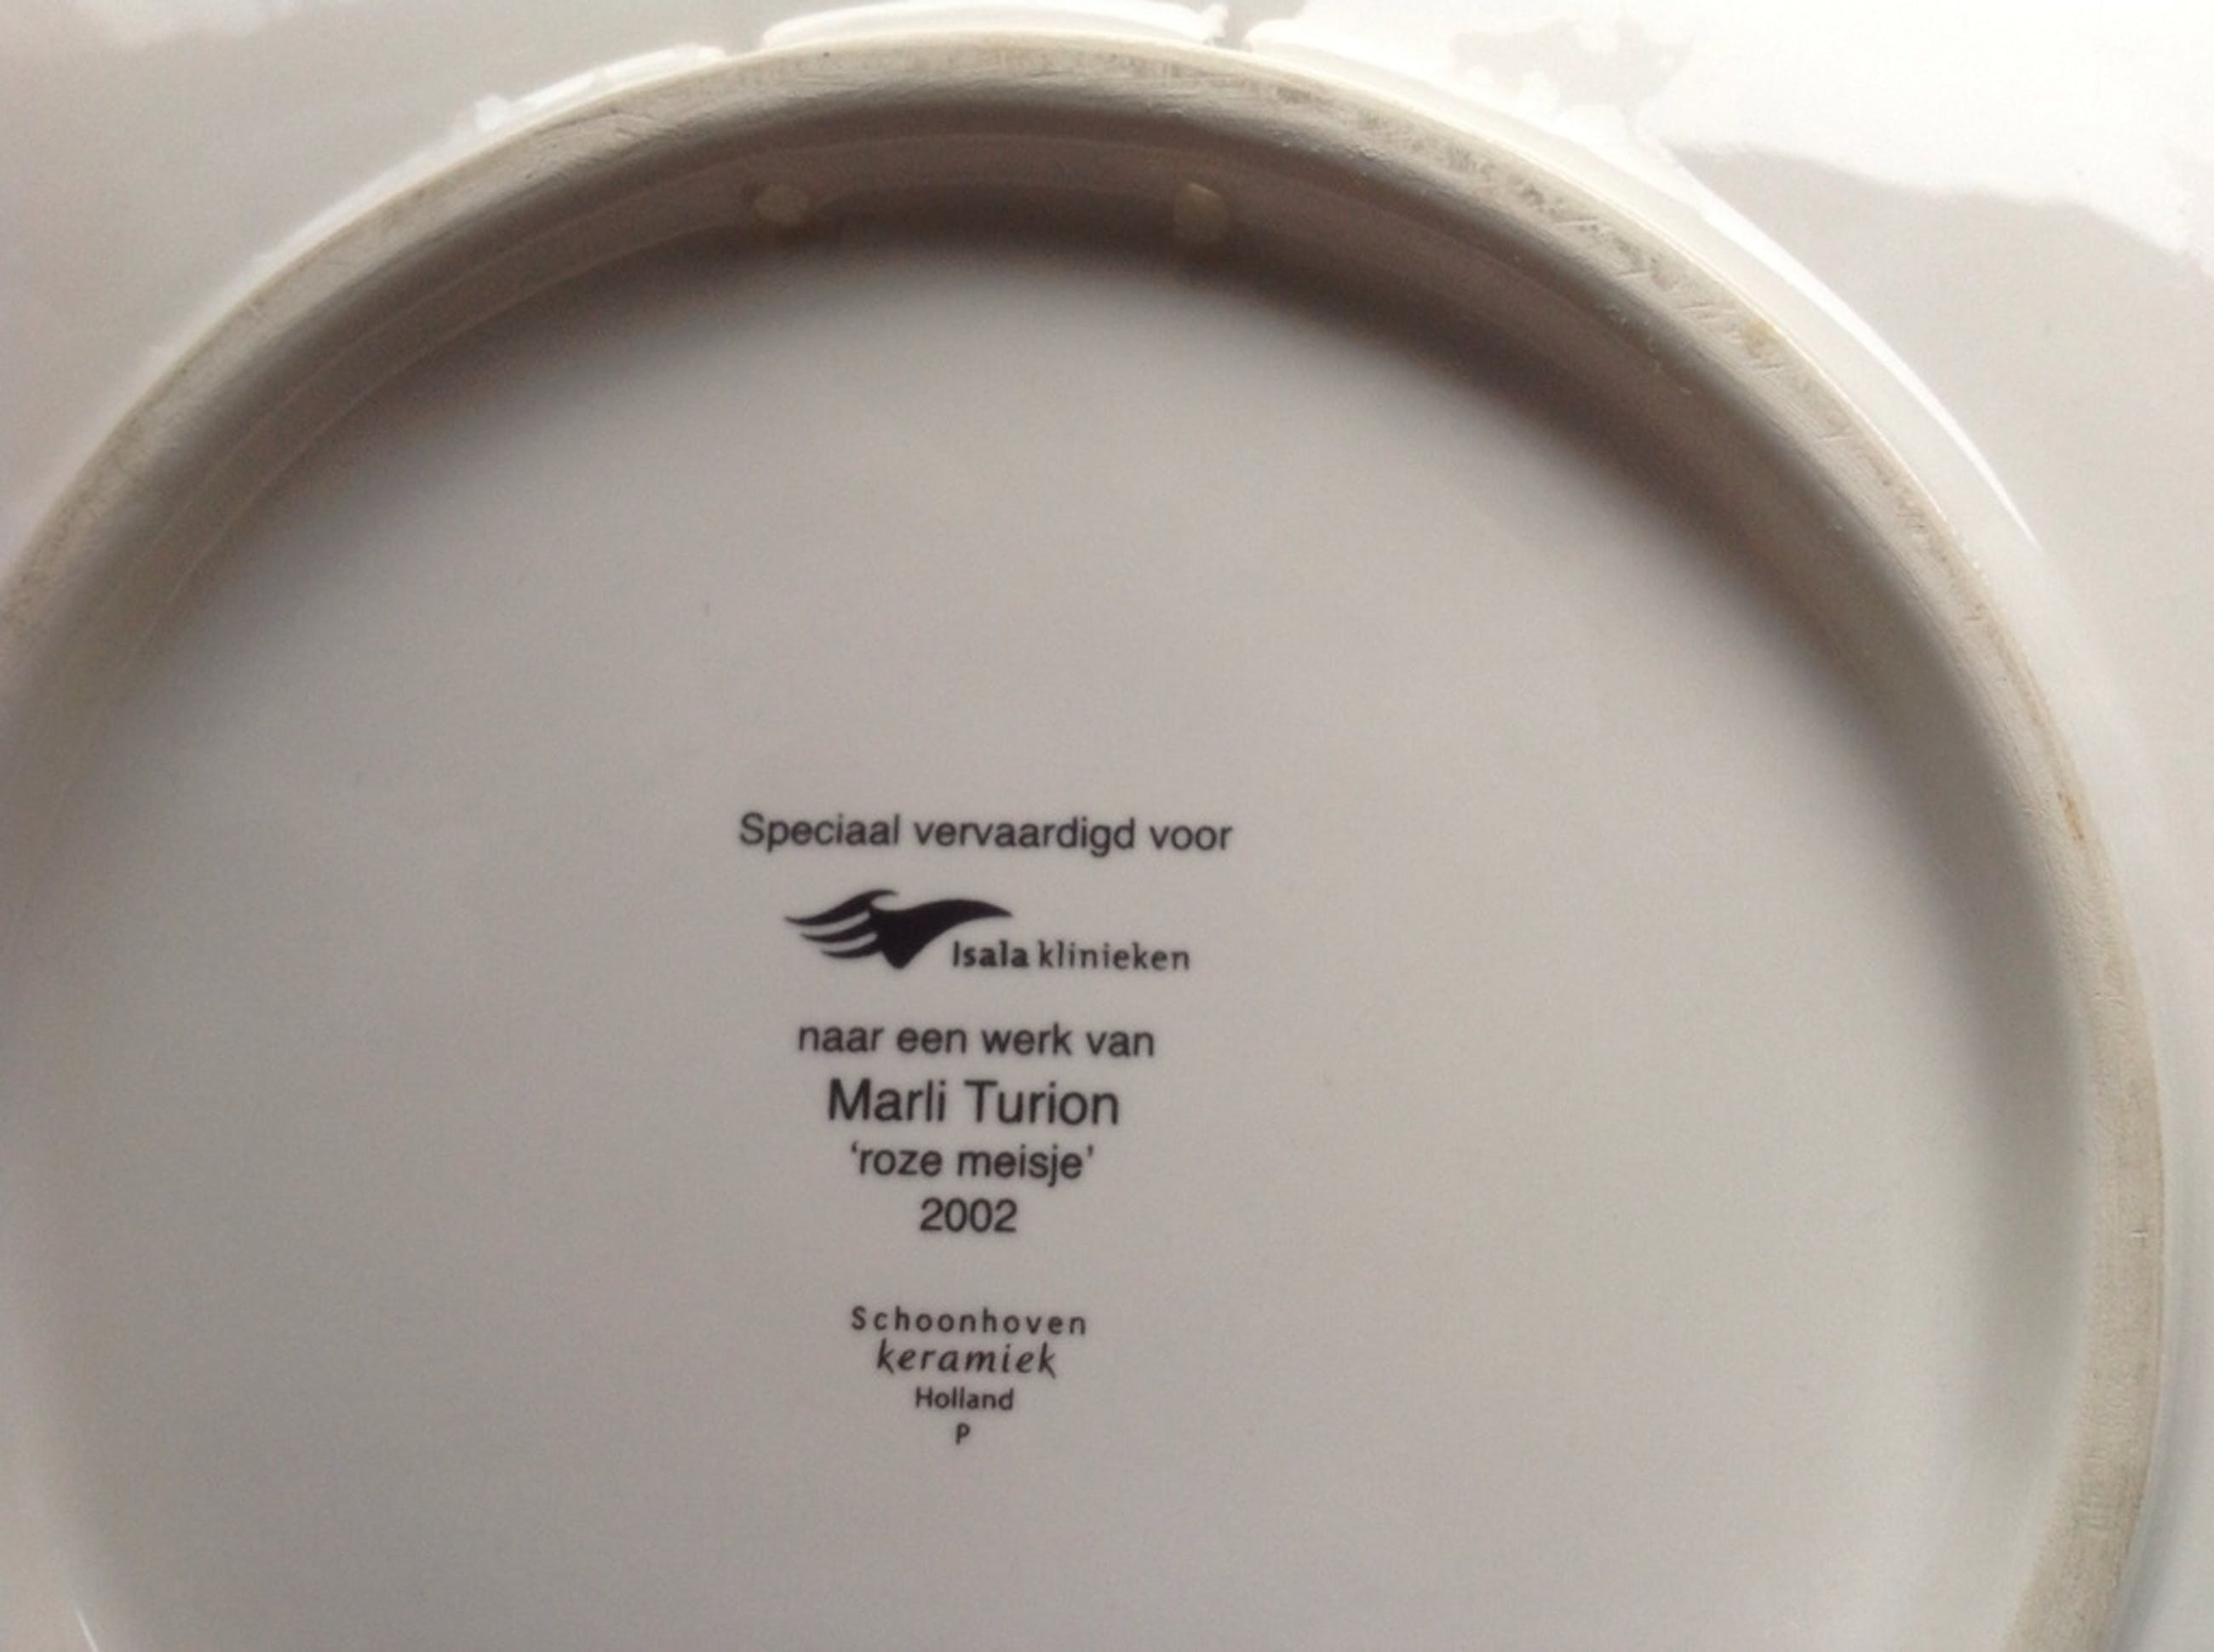 Speciaal vervaardigd voor
Isala klinieken
naar een werk van
Marli Turion
‘roze meisje’
2002
Schoonhoven
keramiek
Holland
P